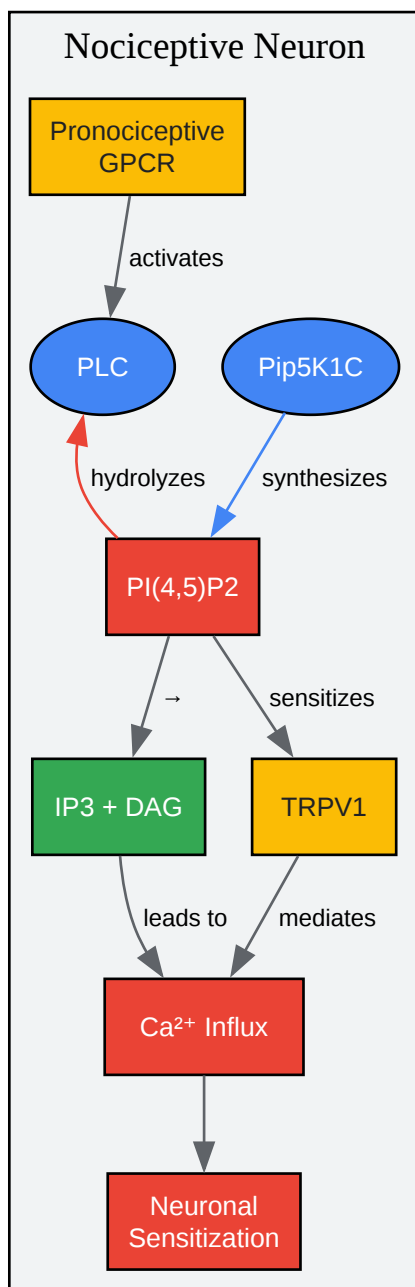 Nociceptive Neuron
Pronociceptive
GPCR
activates
PLC
Pip5K1C
hydrolyzes
synthesizes
PI(4,5)P2
→
sensitizes
IP3 + DAG
TRPV1
leads to
mediates
Ca²⁺ Influx
Neuronal
Sensitization